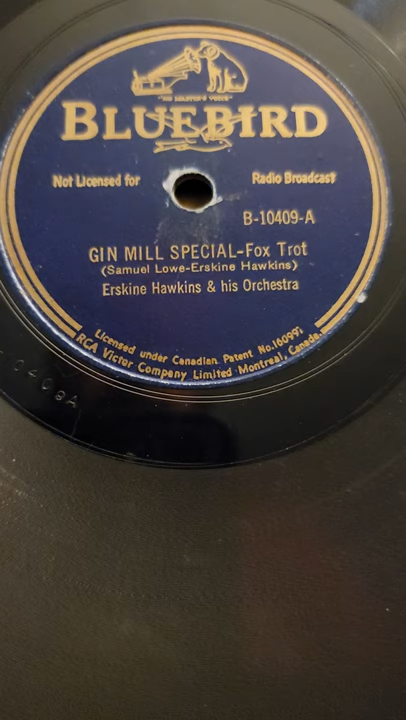 "HIS MASTER'S VOICE"
BLUEBIRD
Not Licensed for Radio Broadcast
B-10409-A
GIN MILL SPECIAL-Fox Trot
(Samuel Lowe-Erskine Hawkins)
Erskine Hawkins & his Orchestra
Licensed under Canadian Patent No.160991
RCA Victor Company Limited Montreal, Canada.
0409A